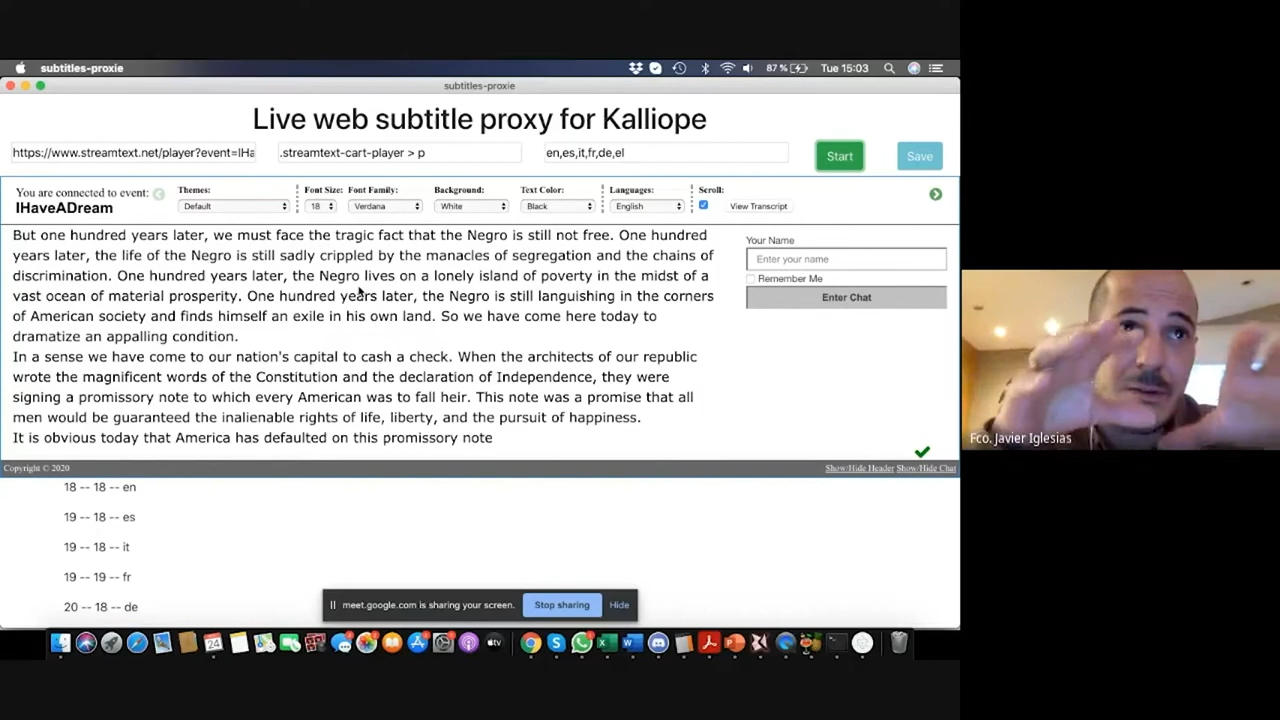 subtitles-proxie
87 %
Tue 15:03
subtitles-proxie
Live web subtitle proxy for Kalliope
https://www.streamtext.net/player?event=IHa
.streamtext-cart-player > p
en,es,it,fr,de,el
Start
Save
You are connected to event:
IHaveADream
Themes:
Default
Font Size:
18
Font Family:
Verdana
Background:
White
Text Color:
Black
Languages:
English
Scroll:
View Transcript
But one hundred years later, we must face the tragic fact that the Negro is still not free. One hundred
years later, the life of the Negro is still sadly crippled by the manacles of segregation and the chains of
discrimination. One hundred years later, the Negro lives on a lonely island of poverty in the midst of a
vast ocean of material prosperity. One hundred years later, the Negro is still languishing in the corners
of American society and finds himself an exile in his own land. So we have come here today to
dramatize an appalling condition.
In a sense we have come to our nation's capital to cash a check. When the architects of our republic
wrote the magnificent words of the Constitution and the declaration of Independence, they were
signing a promissory note to which every American was to fall heir. This note was a promise that all
men would be guaranteed the inalienable rights of life, liberty, and the pursuit of happiness.
It is obvious today that America has defaulted on this promissory note
Your Name
Enter your name
Remember Me
Enter Chat
Fco. Javier Iglesias
Copyright © 2020
Show/Hide Header Show/Hide Chat
18 -- 18 -- en
19 -- 18 -- es
19 -- 18 -- it
19 -- 19 -- fr
20 -- 18 -- de
meet.google.com is sharing your screen.
Stop sharing
Hide
24
tv